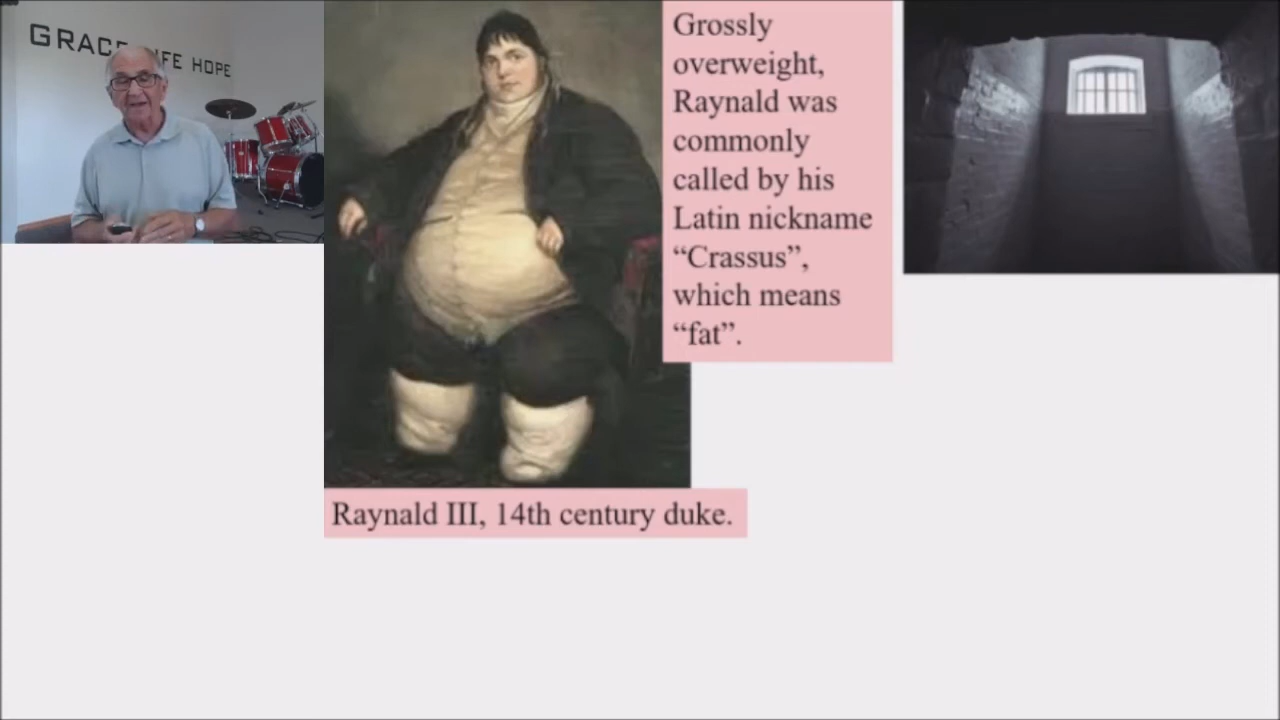 GRACE LIFE HOPE
Grossly
overweight,
Raynald was
commonly
called by his
Latin nickname
“Crassus”,
which means
“fat”.
Raynald III, 14th century duke.